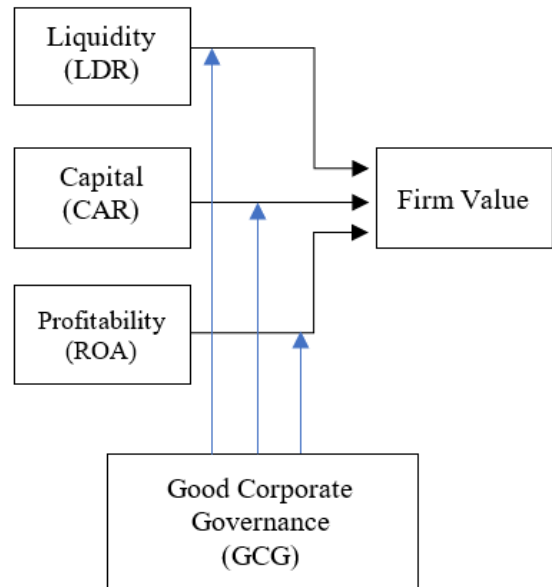 Liquidity
(LDR)
Capital
(CAR)
Firm Value
Profitability
(ROA)
Good Corporate
Governance
(GCG)